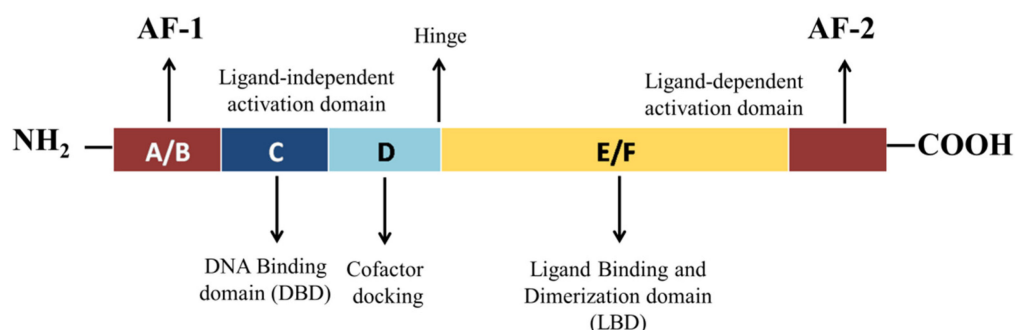 AF-1
Hinge
AF-2
Ligand-independent
activation domain
Ligand-dependent
activation domain
NH2
A/B
C
D
E/F
COOH
DNA Binding
domain (DBD)
Cofactor
docking
Ligand Binding and
Dimerization domain
(LBD)